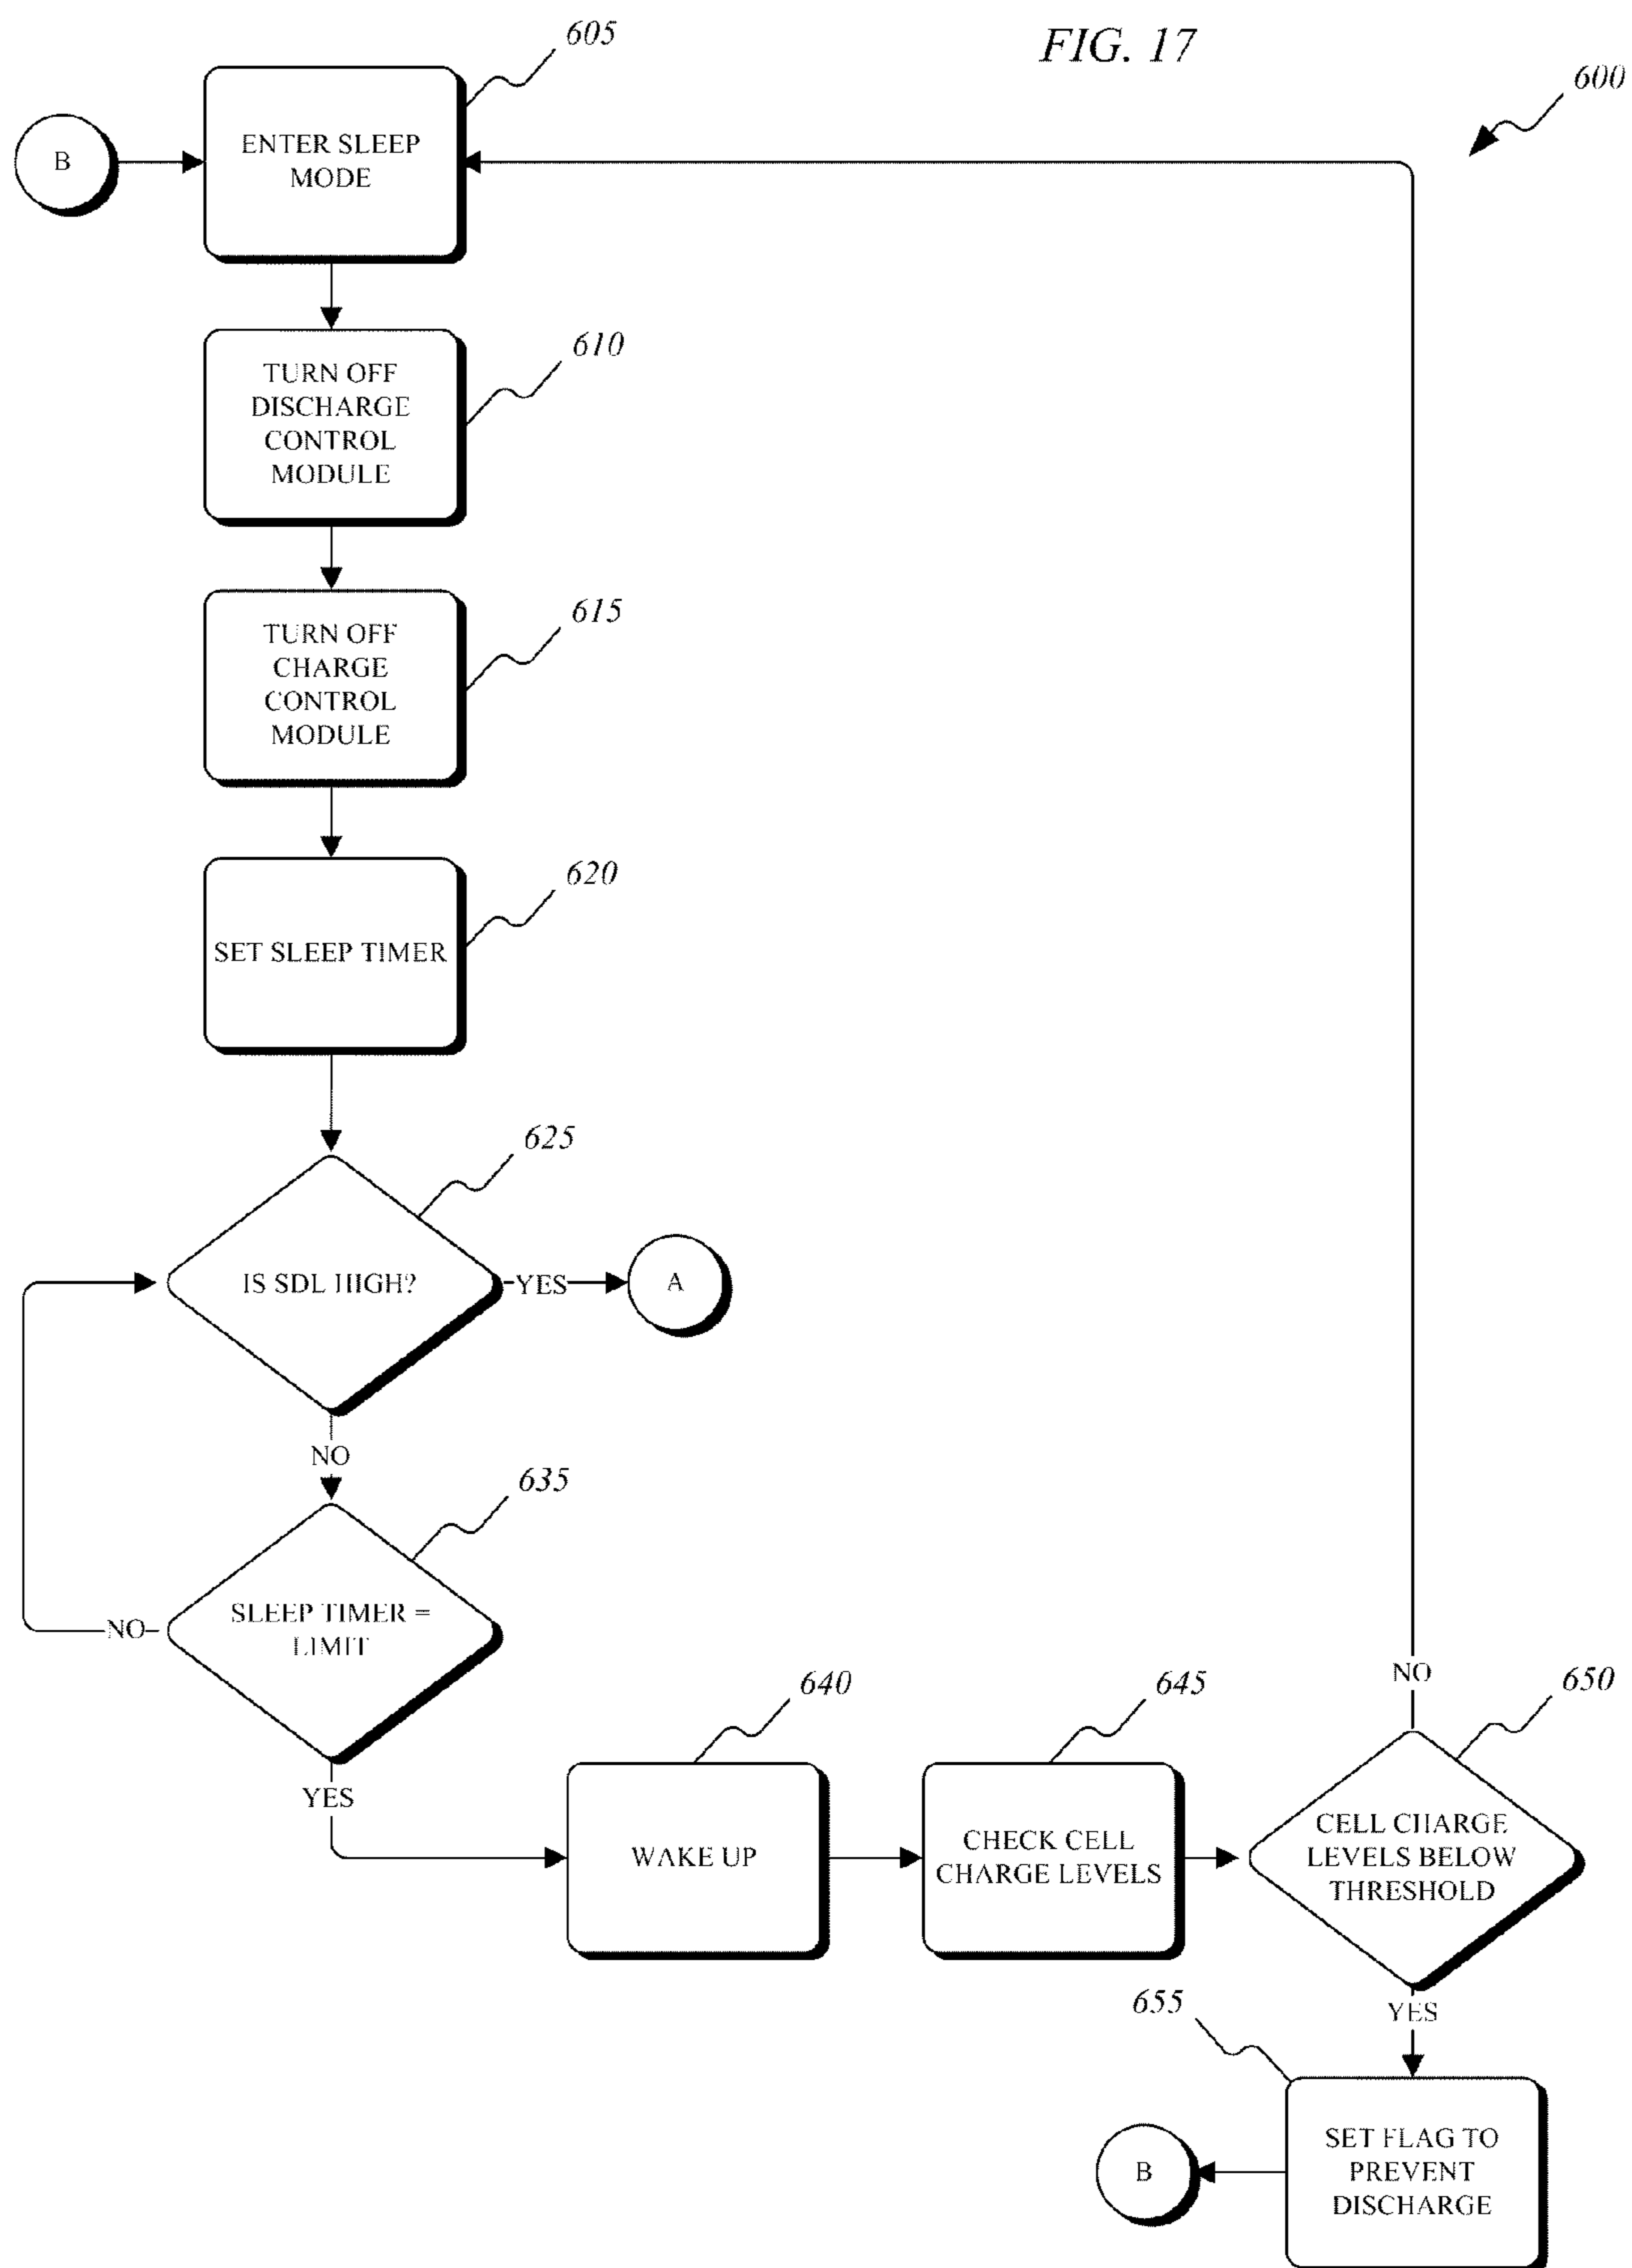 FIG. 17
600
605
B
ENTER SLEEP
MODE
610
TURN OFF
DISCHARGE
CONTROL
MODULE
615
TURN OFF
CHARGE
CONTROL
MODULE
620
SET SLEEP TIMER
625
IS SDL HIGH?
YES
A
NO
635
SLEEP TIMER =
LIMIT
NO
YES
640
WAKE UP
645
CHECK CELL
CHARGE LEVELS
650
NO
CELL CHARGE
LEVELS BELOW
THRESHOLD
YES
655
SET FLAG TO
PREVENT
DISCHARGE
B